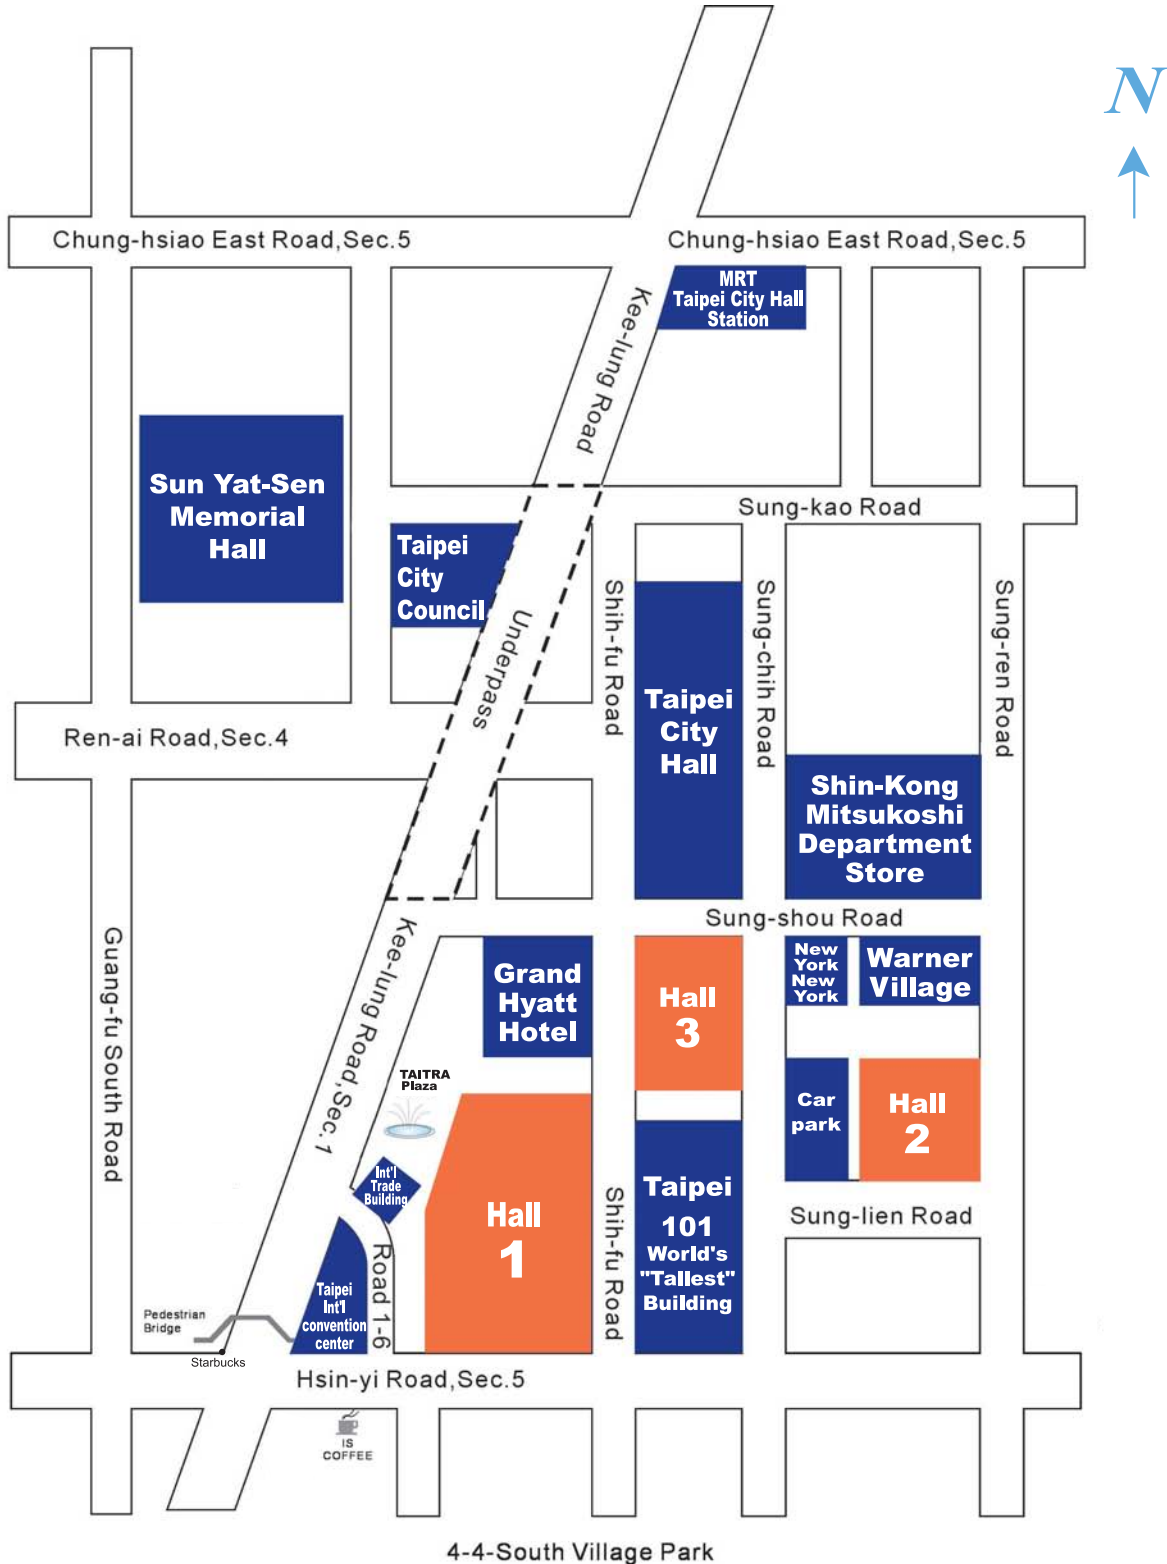 N
Chung-hsiao East Road,Sec.5
Chung-hsiao East Road,Sec.5
MRT
Taipei City Hall
Station
Kee-lung Road
Sun Yat-Sen
Memorial
Hall
Sung-kao Road
Taipei
City
Council
Underpass
Shih-fu Road
Sung-chih Road
Sung-ren Road
Taipei
City
Hall
Ren-ai Road,Sec.4
Shin-Kong
Mitsukoshi
Department
Store
Sung-shou Road
Guang-fu South Road
Kee-lung Road,Sec.1
Grand
Hyatt
Hotel
Hall
3
New
York
New
York
Warner
Village
TAITRA
Plaza
Car
park
Hall
2
Int'l
Trade
Building
Hall
1
Shih-fu Road
Taipei
101
World's
"Tallest"
Building
Sung-lien Road
Road 1-6
Taipei
Int'l
convention
center
Pedestrian
Bridge
Starbucks
Hsin-yi Road,Sec.5
IS
COFFEE
4-4-South Village Park